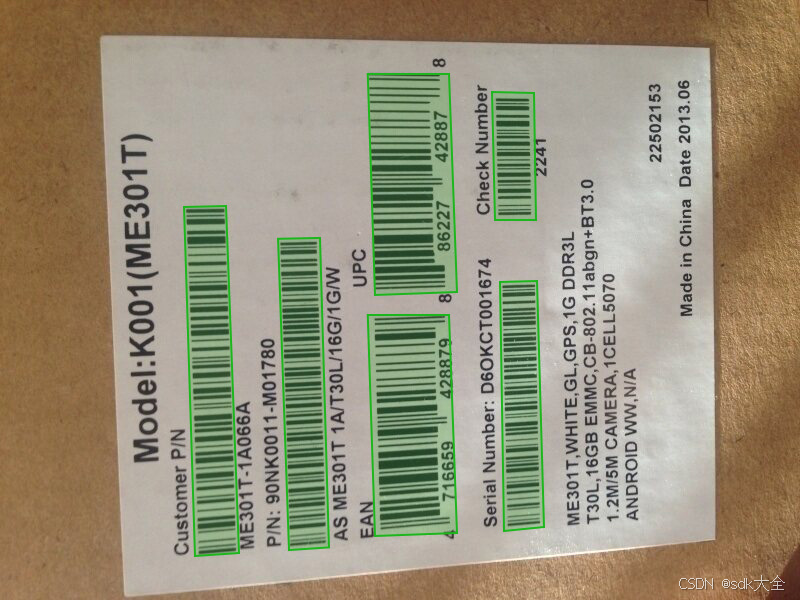 Model:K001(ME301T)
Customer P/N
ME301T-1A066A
P/N: 90NK0011-M01780
AS ME301T 1A/T30L/16G/1G/W
EAN
4 716659 428879 8
UPC
86227 42887 8
Serial Number: D6OKCT001674
Check Number
2241
ME301T,WHITE,GL,GPS,1G DDR3L
T30L,16GB EMMC,CB-802.11abgn+BT3.0
1.2M/5M CAMERA,1CELL5070
ANDROID WW,N/A
22502153
Made in China Date 2013.06
CSDN @sdk大全